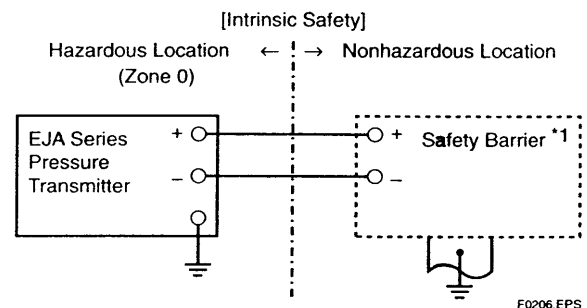 [Intrinsic Safety]
Hazardous Location ← → Nonhazardous Location
(Zone 0)
EJA Series
Pressure
Transmitter
+
–
+
–
Safety Barrier *1
F0206.EPS